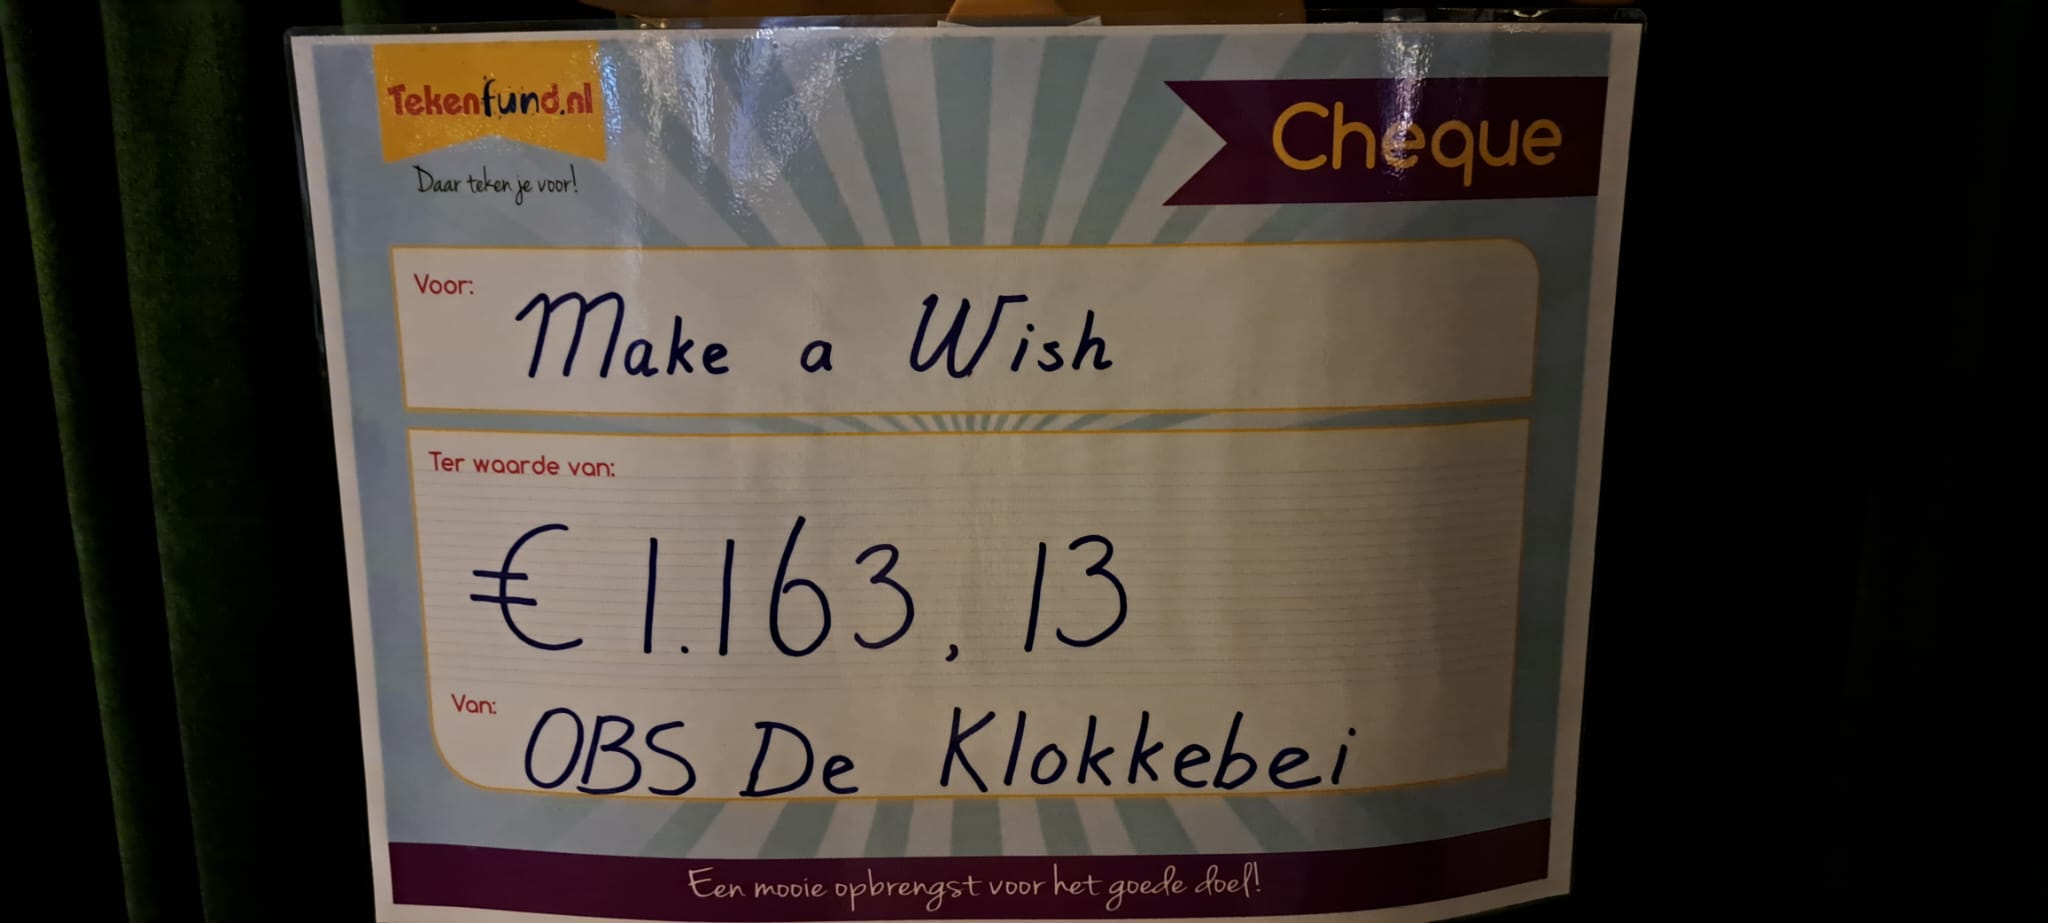 Tekenfund.nl
Daar teken je voor!
Cheque
Voor:
Make a Wish
Ter waarde van:
€ 1.163,13
Van:
OBS De Klokkebei
Een mooie opbrengst voor het goede doel!